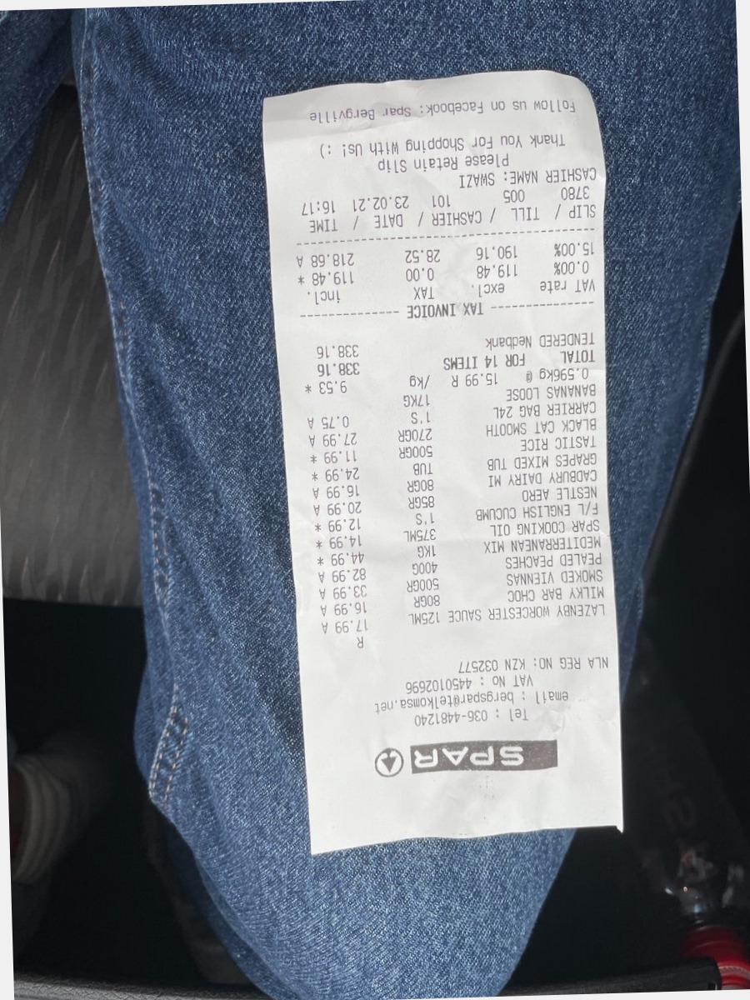 SPAR
Tel : 036-4481240
email : bergspar@telkomsa.net
VAT No : 4450102696
NLA REG NO: KZN 032577
R
LAZENBY WORCESTER SAUCE 125ML 17.99 A
MILKY BAR CHOC 80GR 16.99 A
SMOKED VIENNAS 500GR 33.99 A
PEALED PEACHES 400G 82.99 A
MEDITERRANEAN MIX 1KG 44.99 *
SPAR COOKING OIL 375ML 14.99 *
F/L ENGLISH CUCUMB 1'S 12.99 *
NESTLE AERO 85GR 20.99 A
CADBURY DAIRY MI 80GR 16.99 A
GRAPES MIXED TUB TUB 24.99 *
TASTIC RICE 500GR 11.99 *
BLACK CAT SMOOTH 270GR 27.99 A
CARRIER BAG 24L 1'S 0.75 A
BANANAS LOOSE 17KG
0.596kg @ 15.99 R /kg 9.53 *
TOTAL FOR 14 ITEMS 338.16
TENDERED Nedbank 338.16
--------------- TAX INVOICE ---------------
VAT rate excl. TAX incl.
0.00% 119.48 0.00 119.48 *
15.00% 190.16 28.52 218.68 A
SLIP / TILL / CASHIER / DATE / TIME
3780 005 101 23.02.21 16:17
CASHIER NAME: SWAZI
Please Retain Slip
Thank You For Shopping With Us! :)
Follow us on Facebook: Spar Bergville